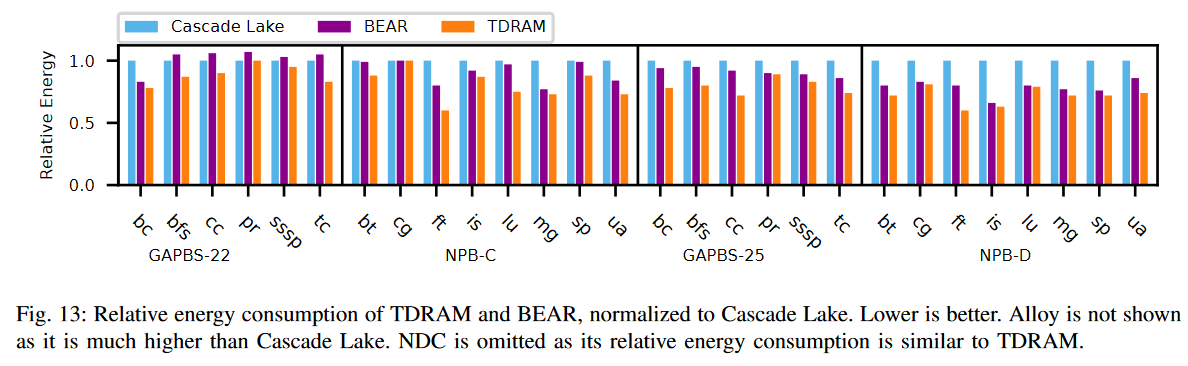 Cascade Lake BEAR TDRAM
Relative Energy
1.0
0.5
0.0
bc bfs cc pr sssp tc bt cg ft is lu mg sp ua bc bfs cc pr sssp tc bt cg ft is lu mg sp ua
GAPBS-22 NPB-C GAPBS-25 NPB-D
Fig. 13: Relative energy consumption of TDRAM and BEAR, normalized to Cascade Lake. Lower is better. Alloy is not shown
as it is much higher than Cascade Lake. NDC is omitted as its relative energy consumption is similar to TDRAM.